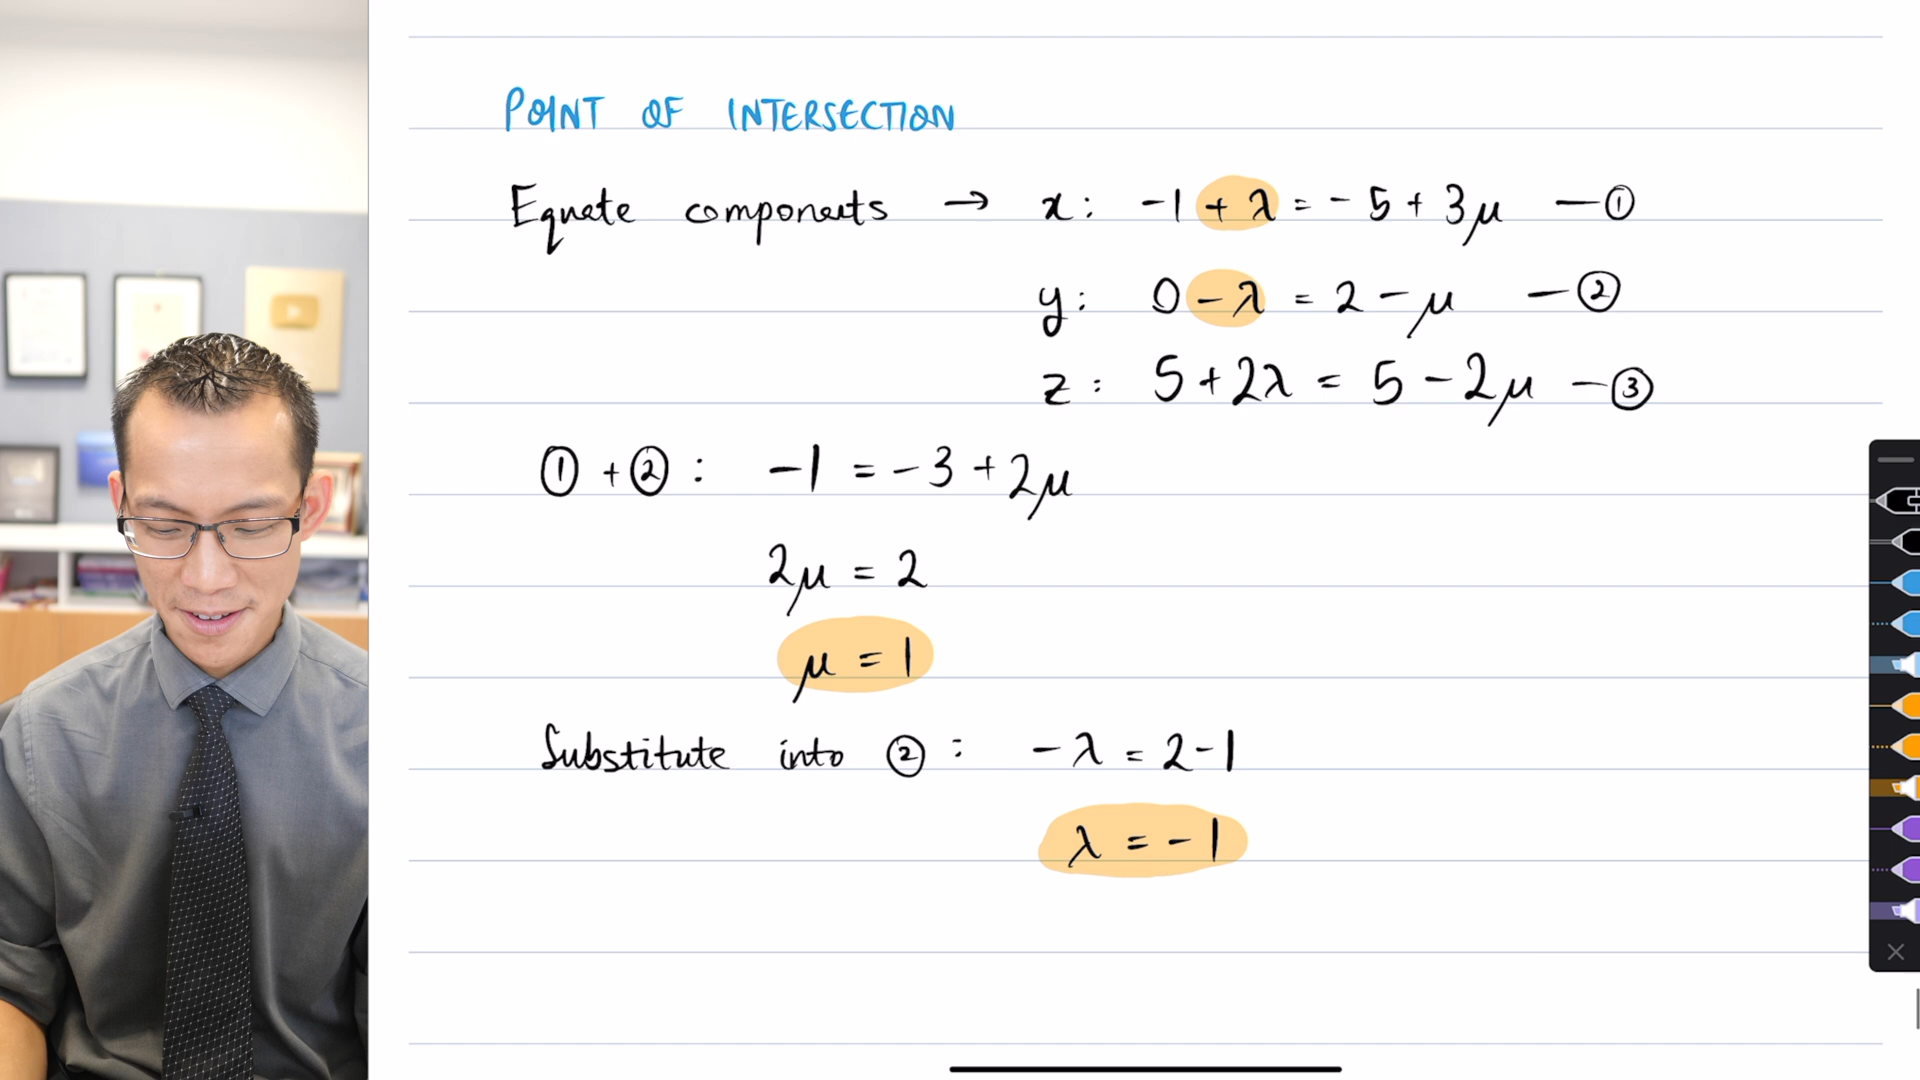 POINT OF INTERSECTION
Equate components → x: -1 + λ = -5 + 3μ —①
y: 0 - λ = 2 - μ —②
z: 5 + 2λ = 5 - 2μ —③
① + ②: -1 = -3 + 2μ
2μ = 2
μ = 1
Substitute into ②: -λ = 2 - 1
λ = -1